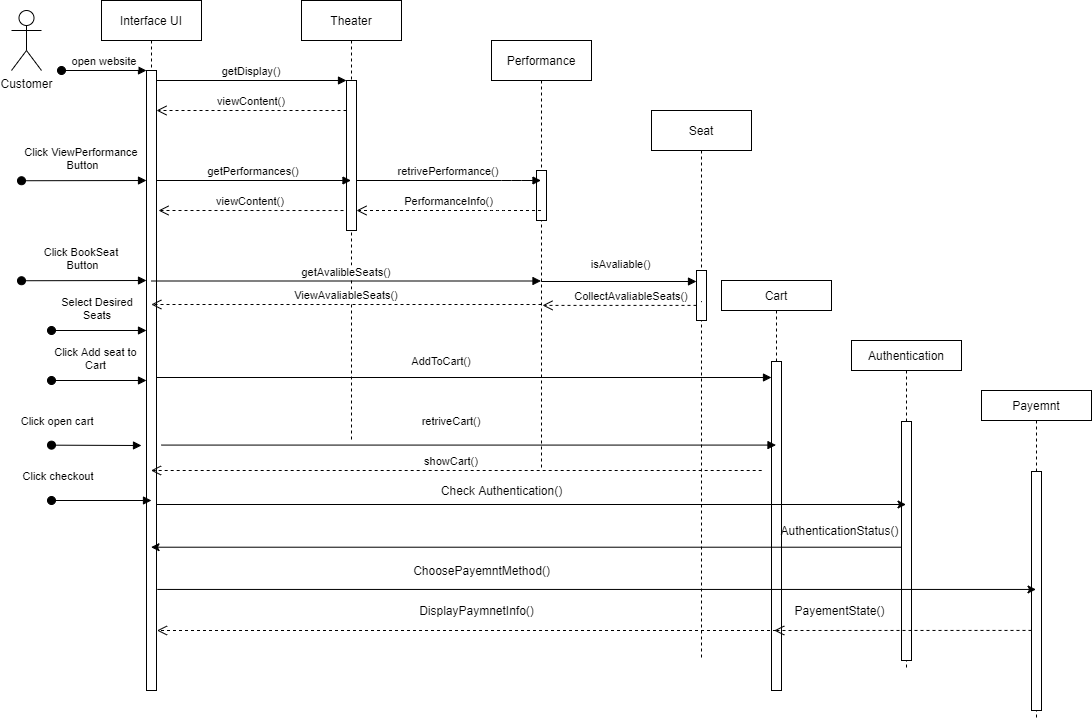 Interface UI
Theater
Performance
Customer
open website
getDisplay()
viewContent()
Seat
Click ViewPerformance
Button
getPerformances()
retrivePerformance()
viewContent()
PerformanceInfo()
Click BookSeat
Button
getAvalibleSeats()
isAvaliable()
Select Desired
Seats
ViewAvaliableSeats()
CollectAvaliableSeats()
Cart
Click Add seat to
Cart
AddToCart()
Authentication
Click open cart
retriveCart()
Payemnt
showCart()
Click checkout
Check Authentication()
AuthenticationStatus()
ChoosePayemntMethod()
DisplayPaymnetInfo()
PayementState()